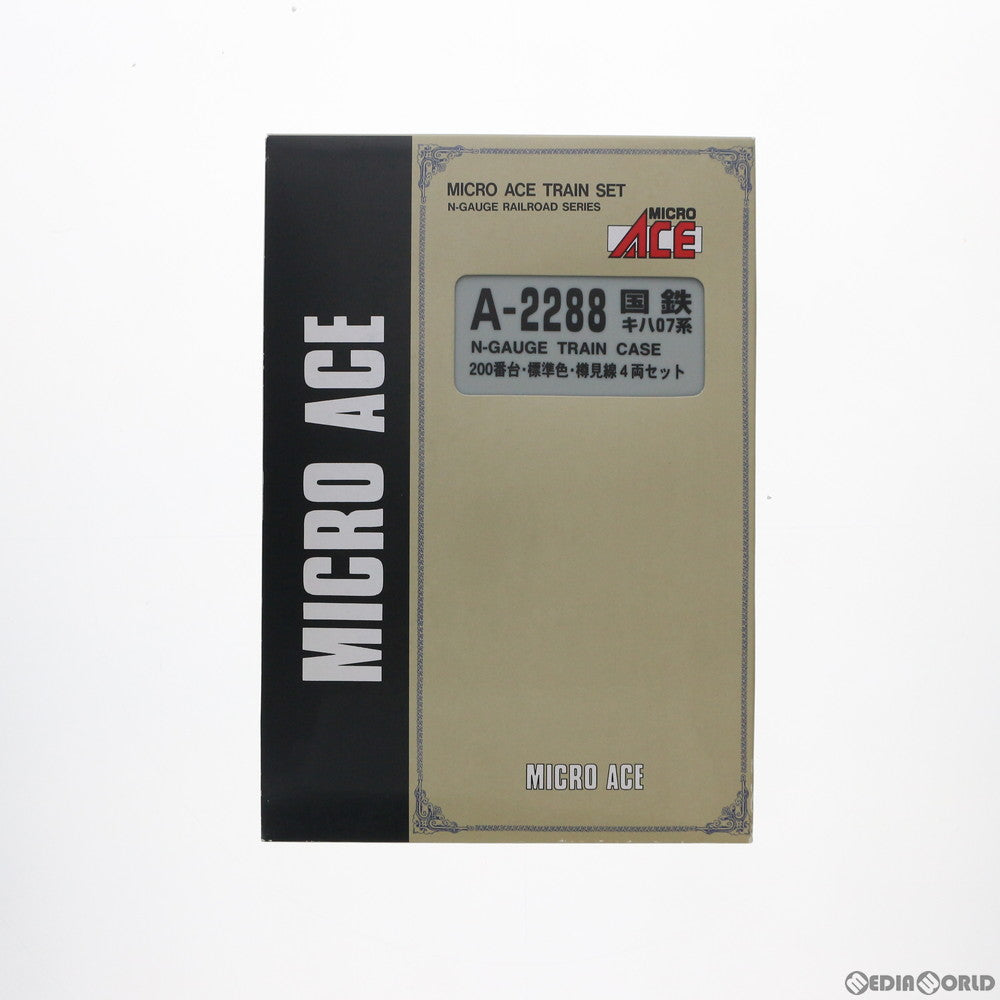 MICRO ACE
MICRO ACE TRAIN SET
N-GAUGE RAILROAD SERIES
MICRO
ACE
A-2288 国鉄
キハ07系
N-GAUGE TRAIN CASE
200番台・標準色・樽見線4両セット
MICRO ACE
MEDIAWORLD